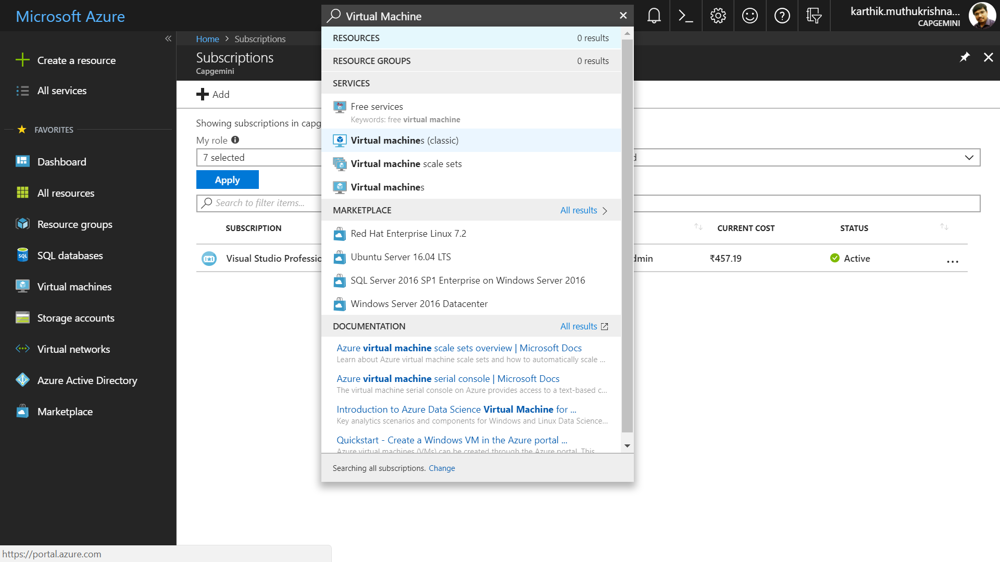 Microsoft Azure
Virtual Machine
karthik.muthukrishna...
CAPGEMINI
Home > Subscriptions
Subscriptions
Capgemini
Create a resource
All services
FAVORITES
Dashboard
All resources
Resource groups
SQL databases
Virtual machines
Storage accounts
Virtual networks
Azure Active Directory
Marketplace
Add
Showing subscriptions in capg
My role
7 selected
Apply
Search to filter items...
SUBSCRIPTION
CURRENT COST
STATUS
Visual Studio Professio
dmin
₹457.19
Active
...
RESOURCES 0 results
RESOURCE GROUPS 0 results
SERVICES
Free services
Keywords: free virtual machine
Virtual machines (classic)
Virtual machine scale sets
Virtual machines
MARKETPLACE All results
Red Hat Enterprise Linux 7.2
Ubuntu Server 16.04 LTS
SQL Server 2016 SP1 Enterprise on Windows Server 2016
Windows Server 2016 Datacenter
DOCUMENTATION All results
Azure virtual machine scale sets overview | Microsoft Docs
Learn about Azure virtual machine scale sets and how to automatically scale ...
Azure virtual machine serial console | Microsoft Docs
The virtual machine serial console on Azure provides access to a text-based c...
Introduction to Azure Data Science Virtual Machine for ...
Key analytics scenarios and components for Windows and Linux Data Science...
Quickstart - Create a Windows VM in the Azure portal ...
Azure virtual machines (VMs) can be created through the Azure portal. This
Searching all subscriptions. Change
https://portal.azure.com